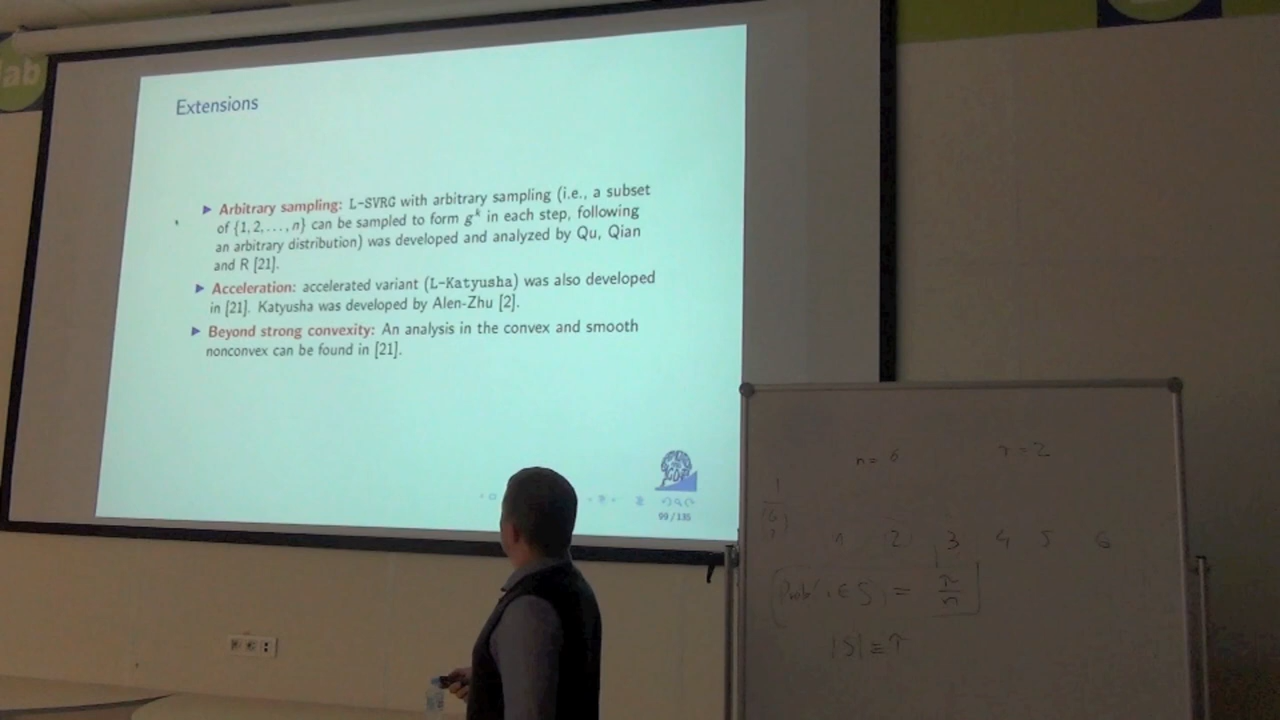 lab
Extensions
▶ Arbitrary sampling: L-SVRG with arbitrary sampling (i.e., a subset
of {1, 2, . . . , n} can be sampled to form g^k in each step, following
an arbitrary distribution) was developed and analyzed by Qu, Qian
and R [21].
▶ Acceleration: accelerated variant (L-Katyusha) was also developed
in [21]. Katyusha was developed by Alen-Zhu [2].
▶ Beyond strong convexity: An analysis in the convex and smooth
nonconvex can be found in [21].
99 / 135
n = 6 τ = 2
1 2 3 4 5 6
Prob(i ∈ S) = τ/n
|S| ≡ τ